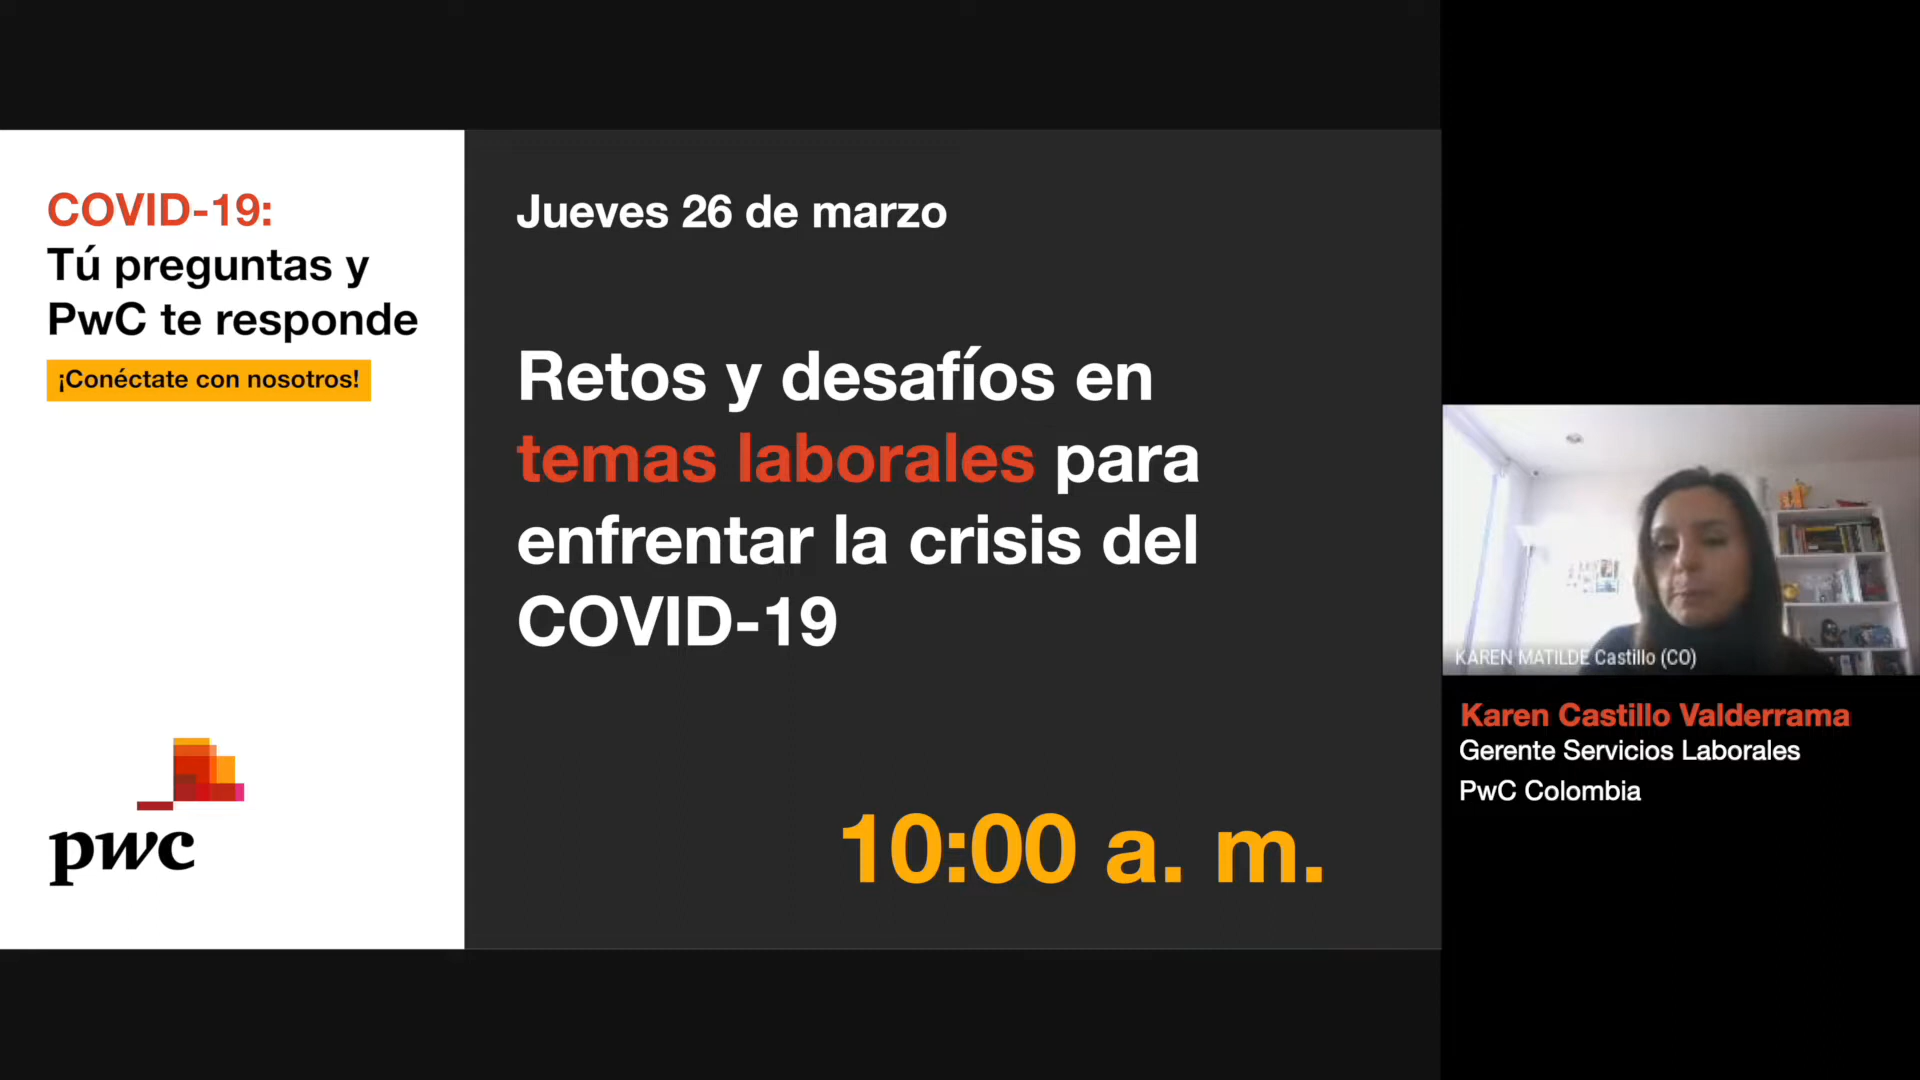 COVID-19:
Tú preguntas y
PwC te responde
¡Conéctate con nosotros!
pwc
Jueves 26 de marzo
Retos y desafíos en
temas laborales para
enfrentar la crisis del
COVID-19
10:00 a. m.
KAREN MATILDE Castillo (CO)
Karen Castillo Valderrama
Gerente Servicios Laborales
PwC Colombia